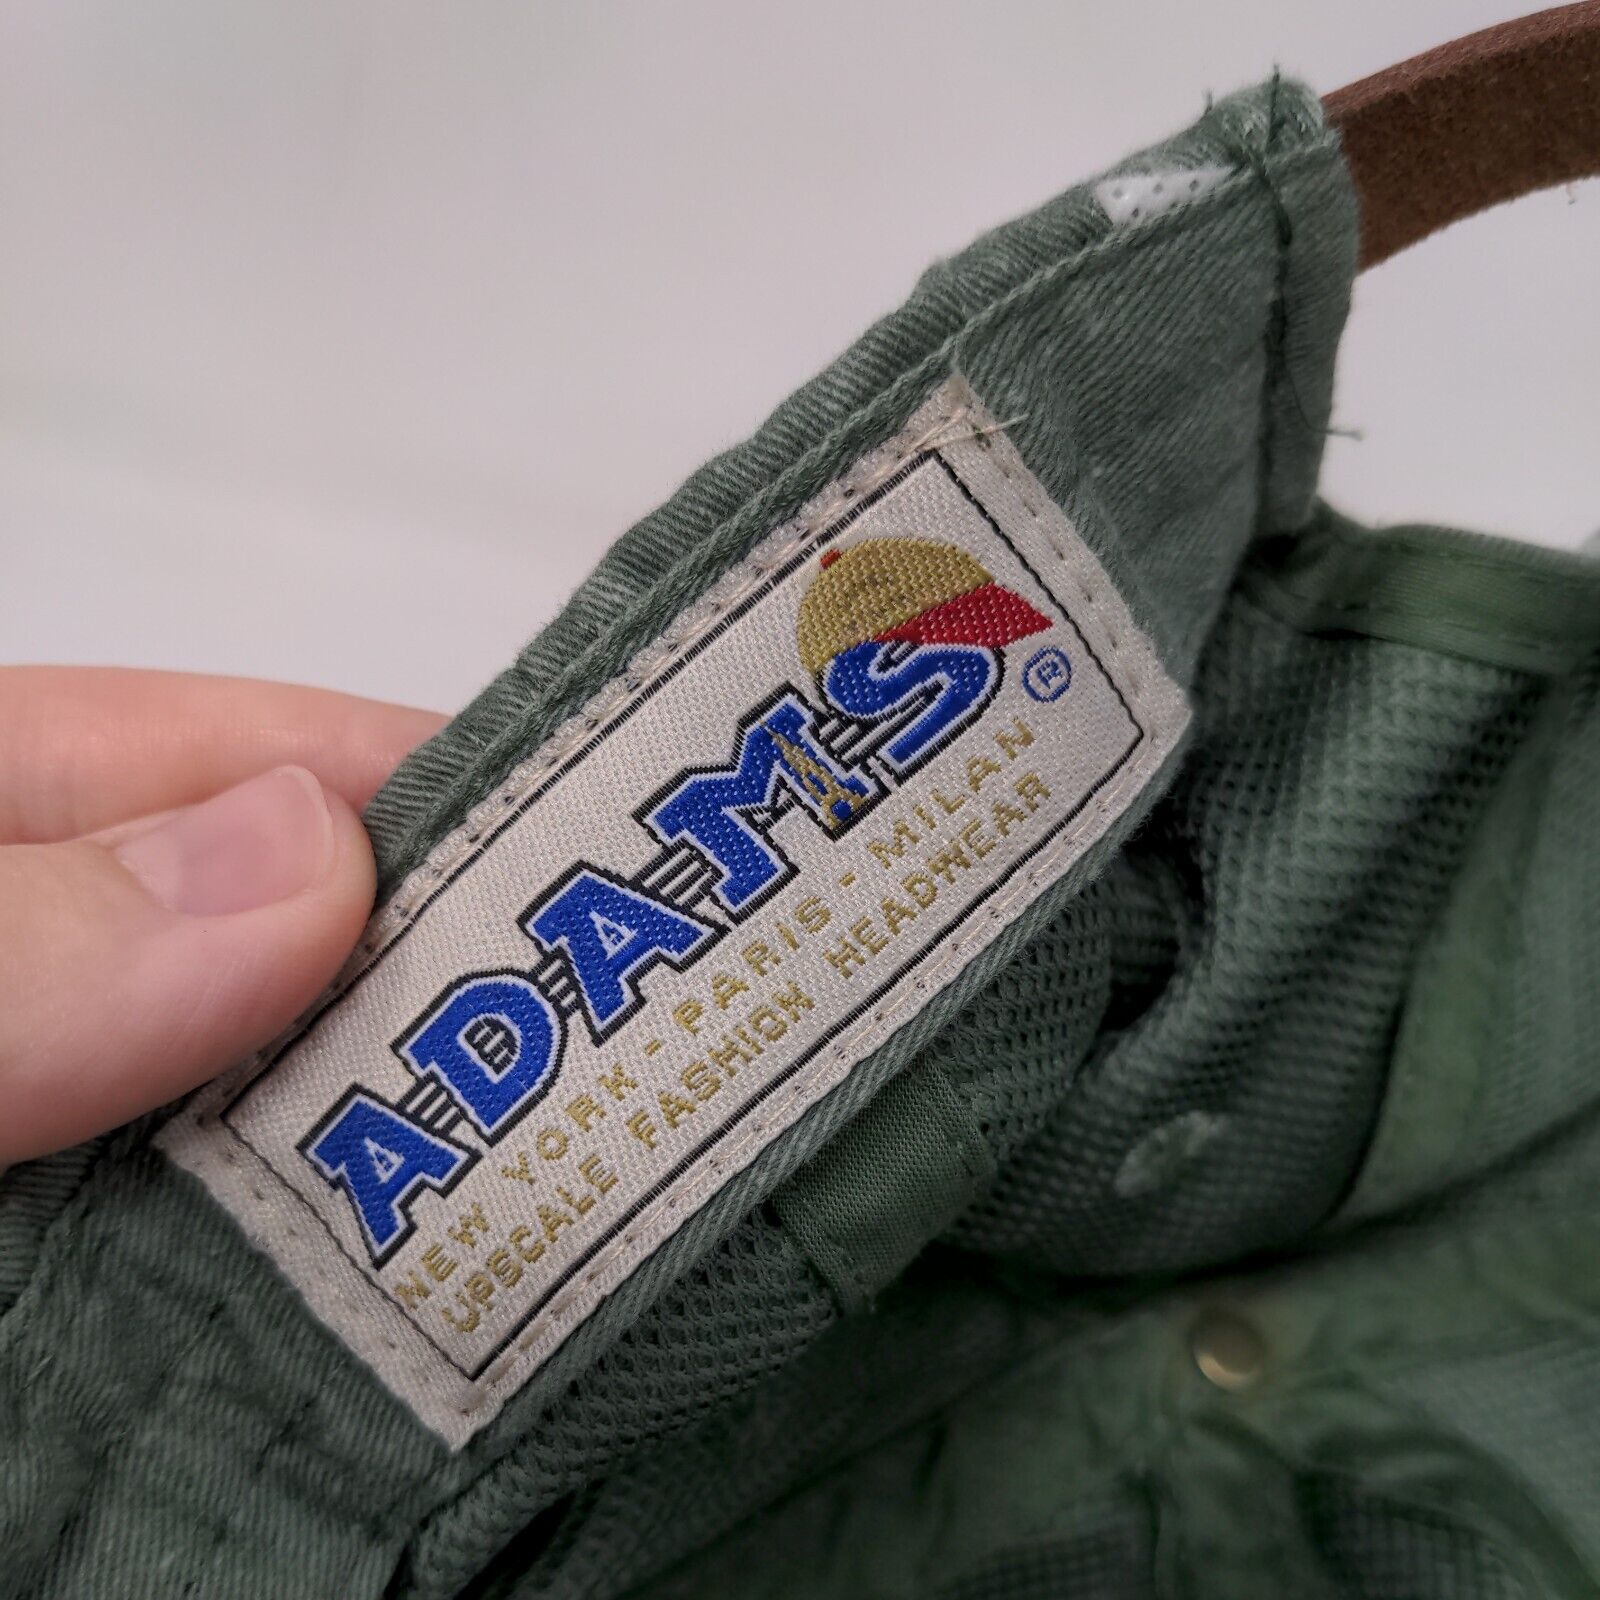 ADAMS ®
NEW YORK - PARIS - MILAN
UPSCALE FASHION HEADWEAR